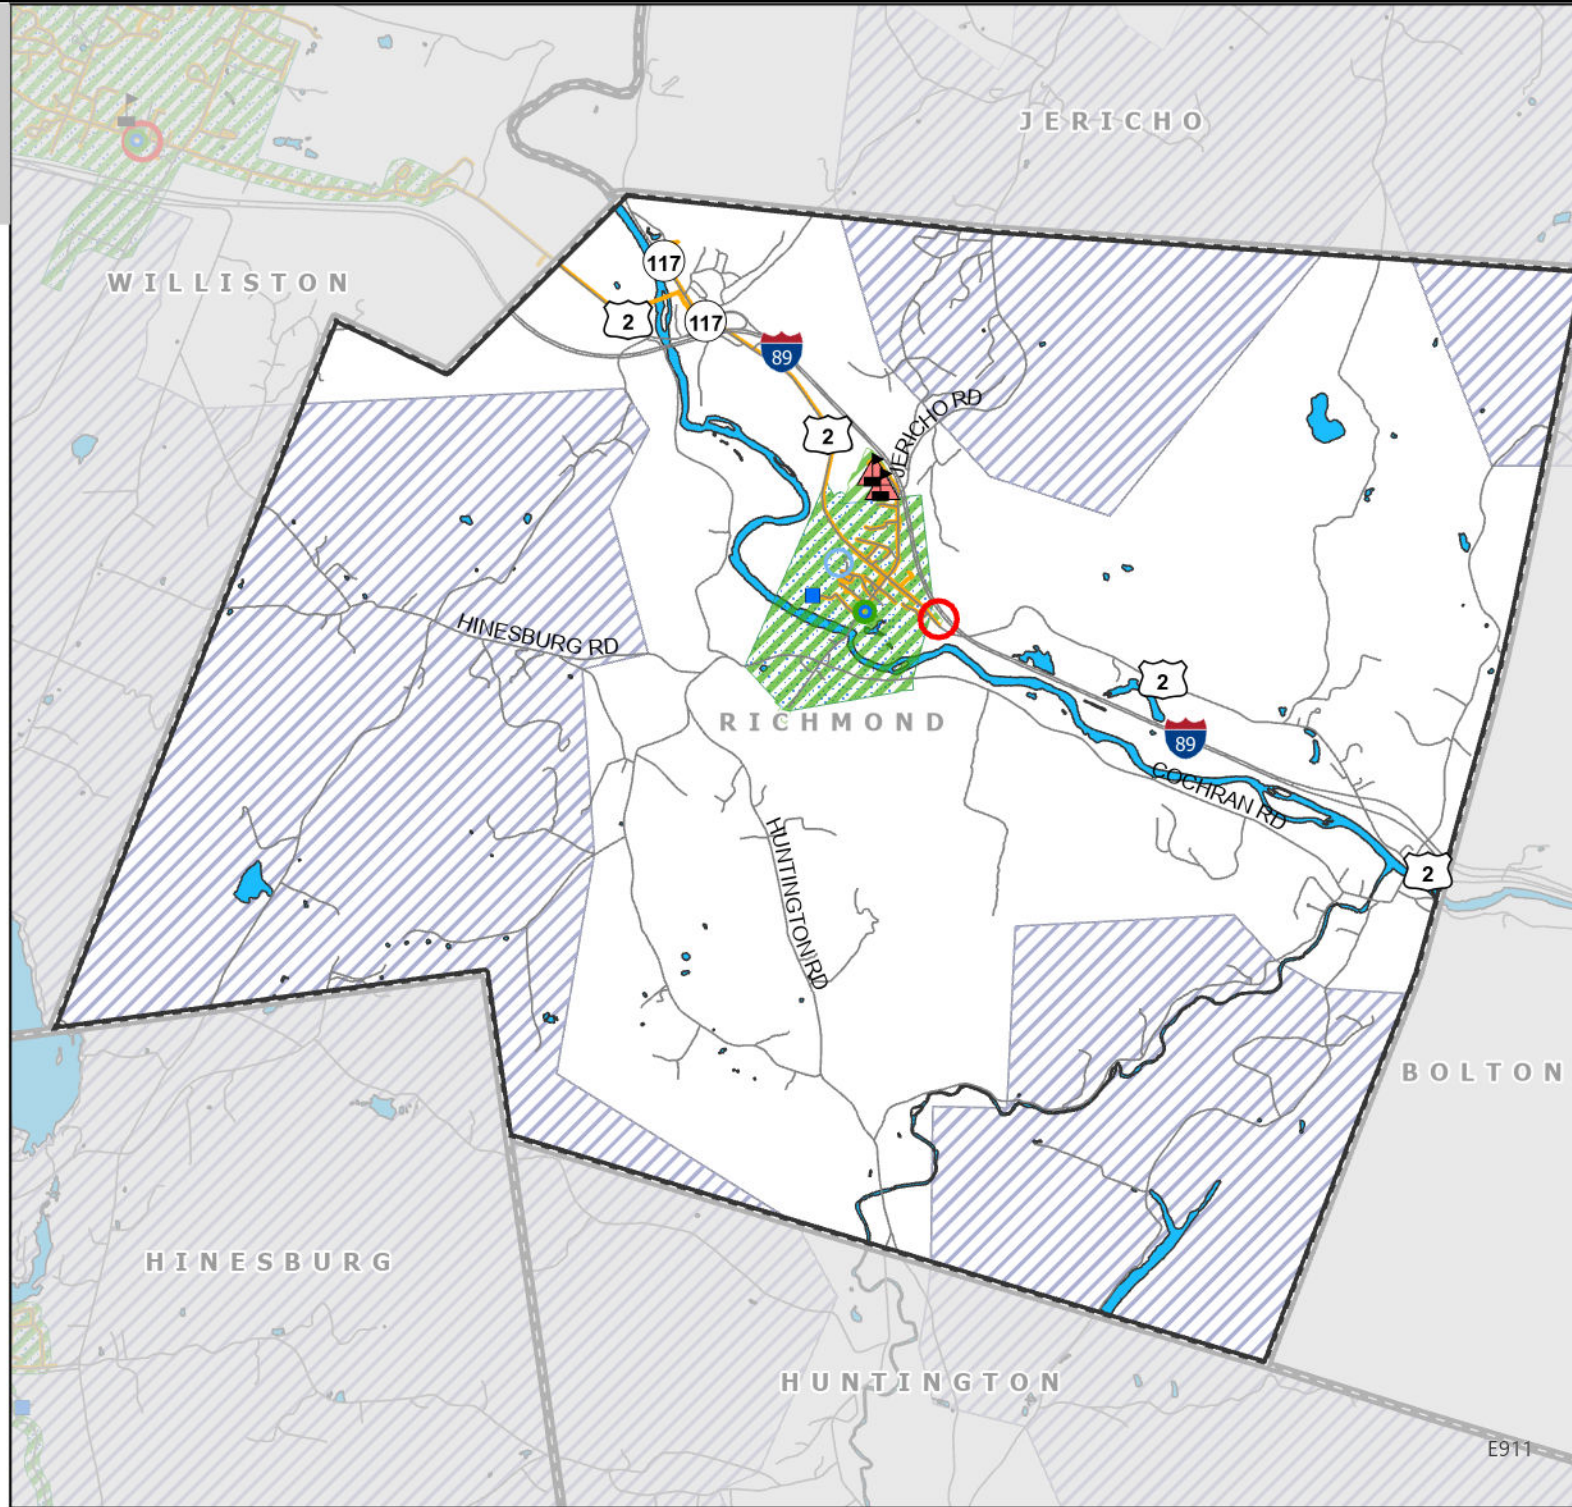 JERICHO
WILLISTON
117
2
117
89
2
JERICHO RD
HINESBURG RD
2
RICHMOND
89
COCHRAN RD
HUNTINGTON RD
2
BOLTON
HINESBURG
HUNTINGTON
E911